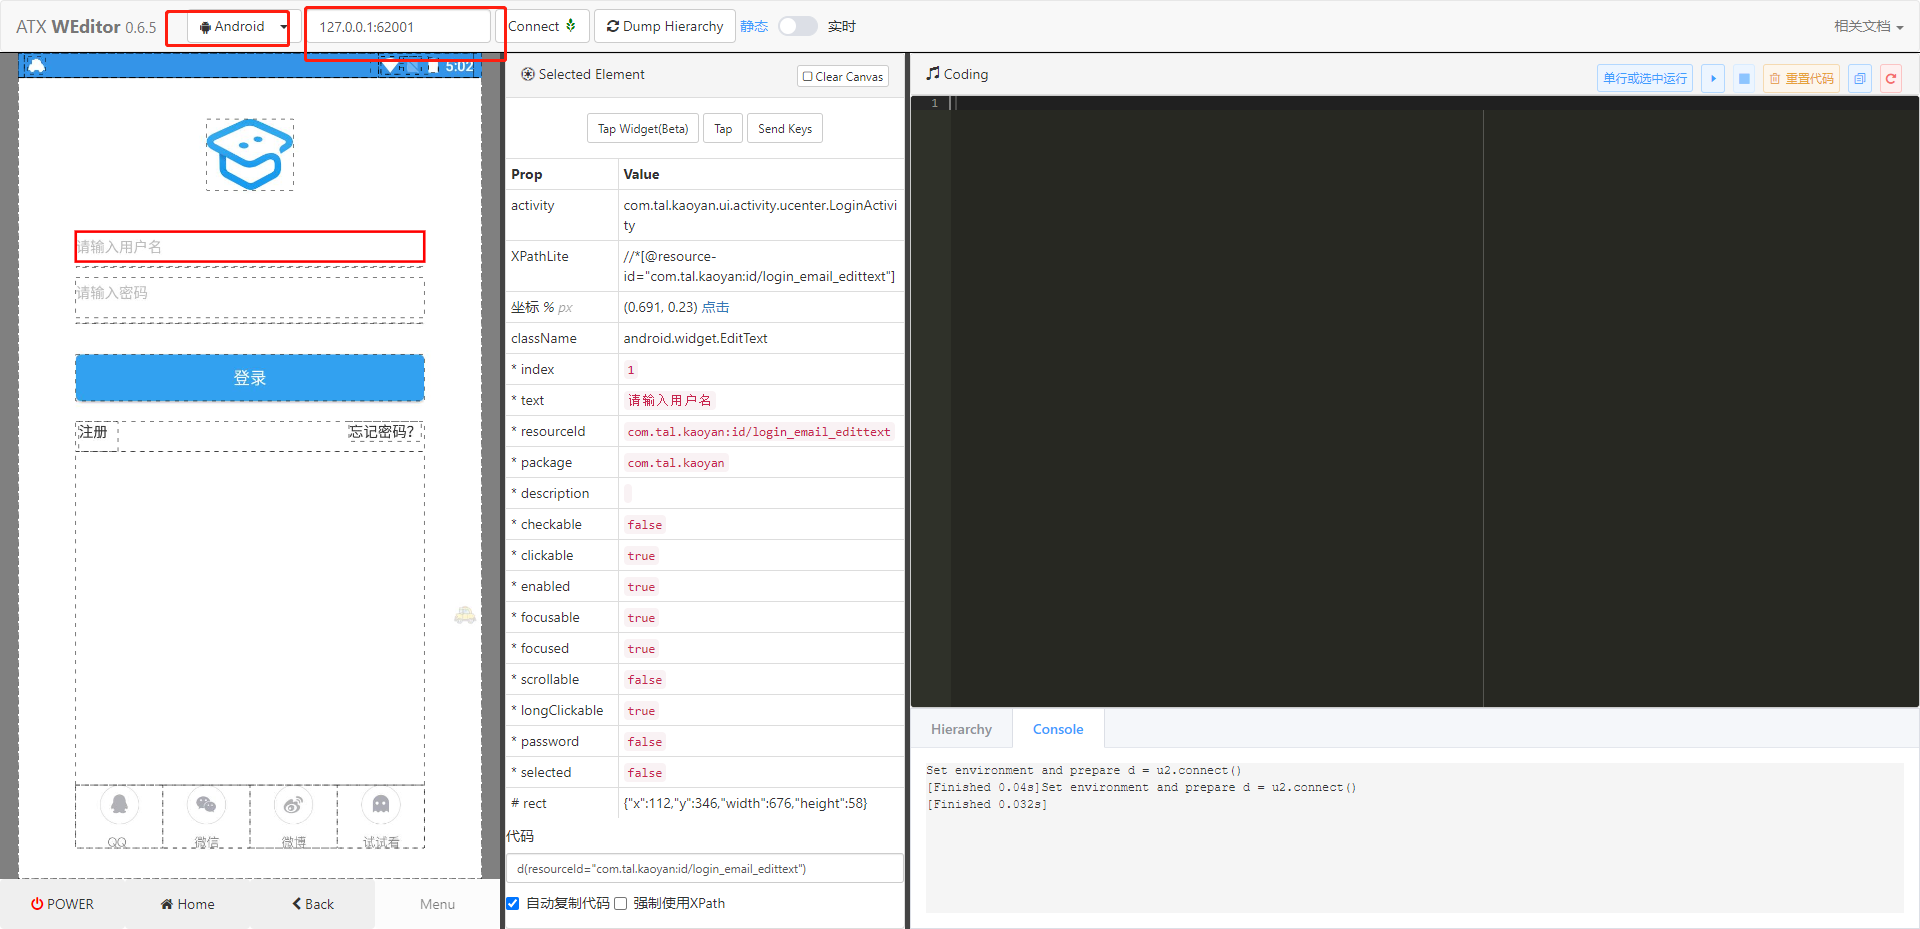 ATX WEditor 0.6.5
Android
127.0.0.1:62001
Connect
Dump Hierarchy
静态
实时
相关文档
5:02
请输入用户名
请输入密码
登录
注册
忘记密码?
QQ
微信
微博
试试看
POWER
Home
Back
Menu
Selected Element
Clear Canvas
Tap Widget(Beta)
Tap
Send Keys
Prop Value
activity com.tal.kaoyan.ui.activity.ucenter.LoginActivi
ty
XPathLite //*[@resource-
id="com.tal.kaoyan:id/login_email_edittext"]
坐标 % px (0.691, 0.23) 点击
className android.widget.EditText
* index 1
* text 请输入用户名
* resourceId com.tal.kaoyan:id/login_email_edittext
* package com.tal.kaoyan
* description
* checkable false
* clickable true
* enabled true
* focusable true
* focused true
* scrollable false
* longClickable true
* password false
* selected false
# rect {"x":112,"y":346,"width":676,"height":58}
代码
d(resourceId="com.tal.kaoyan:id/login_email_edittext")
自动复制代码 强制使用XPath
Coding
单行或选中运行
重置代码
1
Hierarchy
Console
Set environment and prepare d = u2.connect()
[Finished 0.04s]Set environment and prepare d = u2.connect()
[Finished 0.032s]